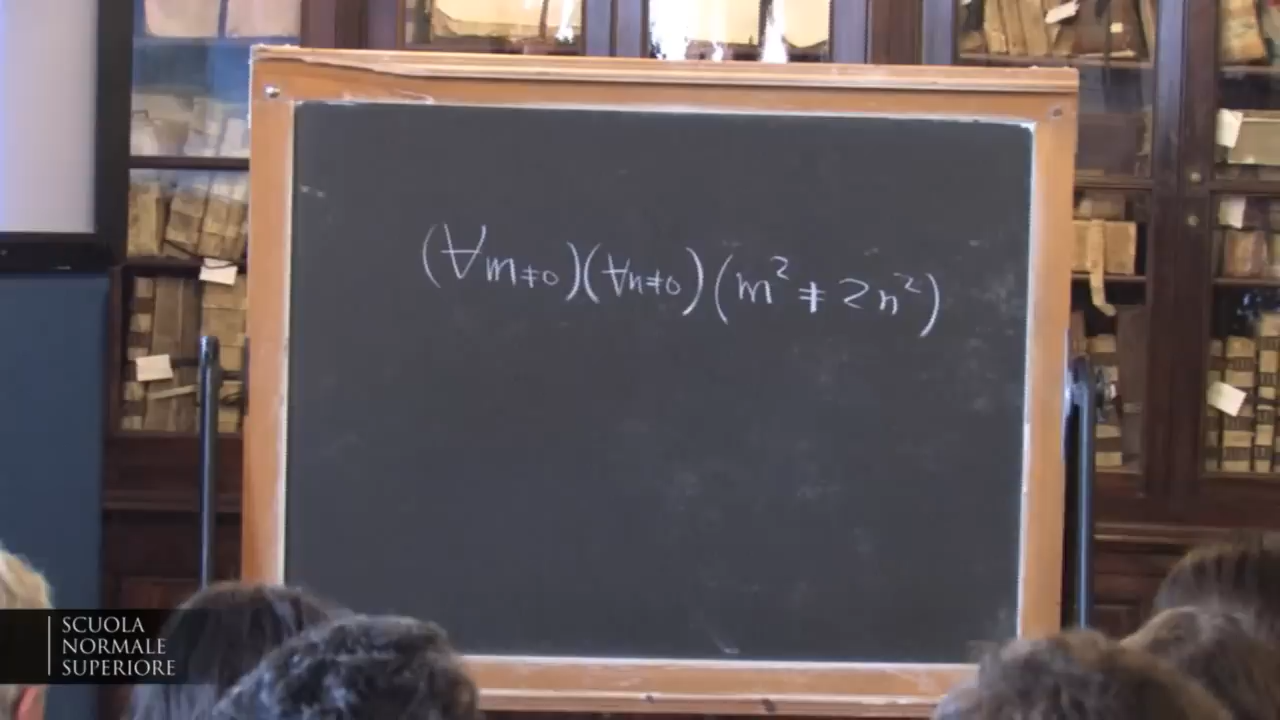 (∀m≠0)(∀n≠0)(m² ≠ 2n²)
SCUOLA
NORMALE
SUPERIORE